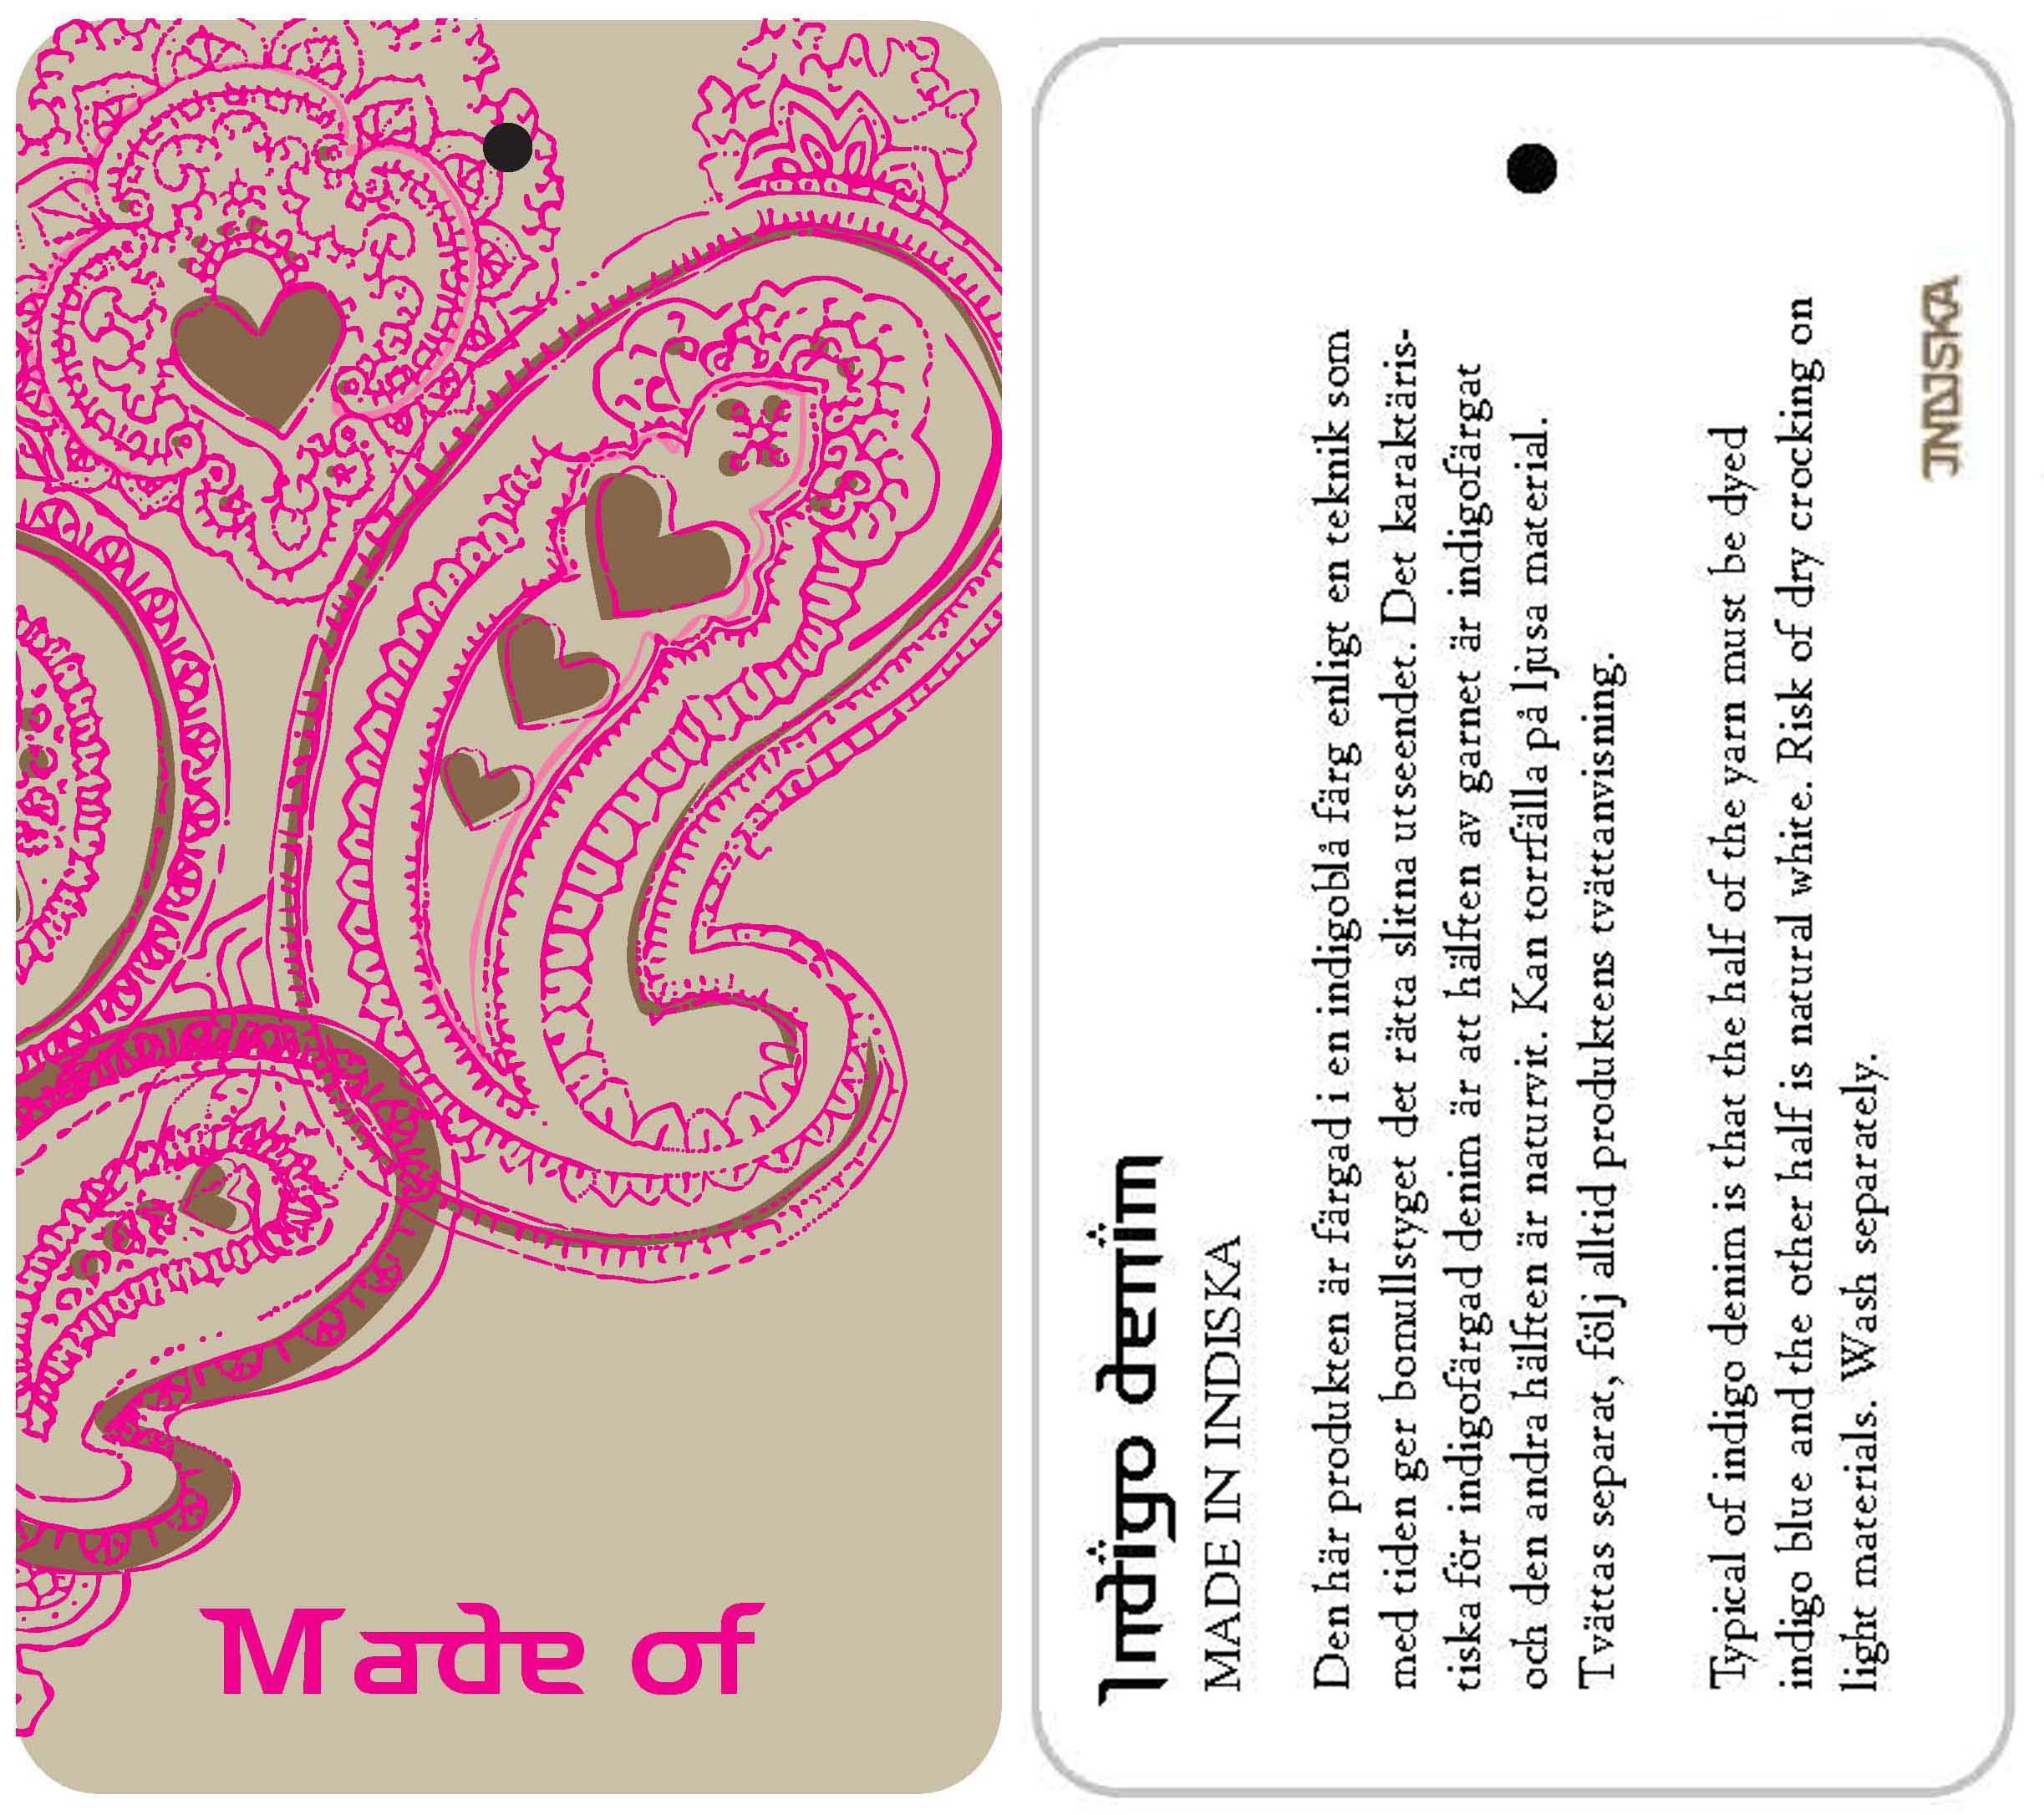 Made of
Indigo denim
MADE IN INDISKA
Den här produkten är färgad i en indigoblå färg enligt en teknik som
med tiden ger bomullstyget det rätta slitna utseendet. Det karaktäris-
tiska för indigofärgad denim är att hälften av garnet är indigofärgat
och den andra hälften är naturvit. Kan torrfälla på ljusa material.
Tvättas separat, följ alltid produktens tvättanvisning.
Typical of indigo denim is that the half of the yarn must be dyed
indigo blue and the other half is natural white. Risk of dry crocking on
light materials. Wash separately.
INDISKA